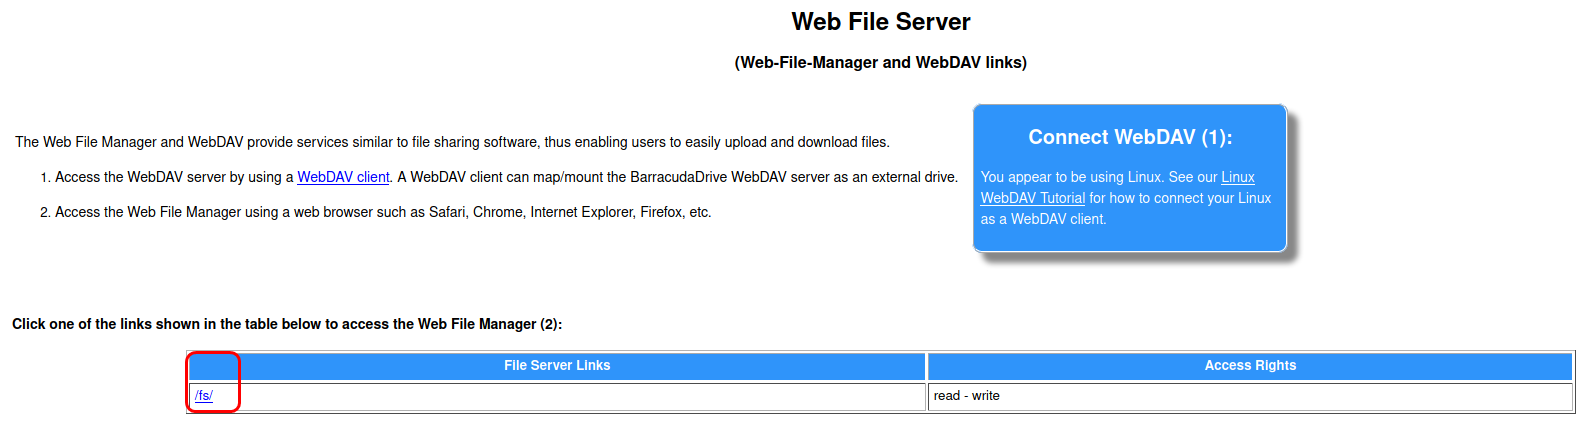 Web File Server
(Web-File-Manager and WebDAV links)
The Web File Manager and WebDAV provide services similar to file sharing software, thus enabling users to easily upload and download files.
1. Access the WebDAV server by using a WebDAV client. A WebDAV client can map/mount the BarracudaDrive WebDAV server as an external drive.
2. Access the Web File Manager using a web browser such as Safari, Chrome, Internet Explorer, Firefox, etc.
Connect WebDAV (1):
You appear to be using Linux. See our Linux
WebDAV Tutorial for how to connect your Linux
as a WebDAV client.
Click one of the links shown in the table below to access the Web File Manager (2):
File Server Links Access Rights
/fs/ read - write